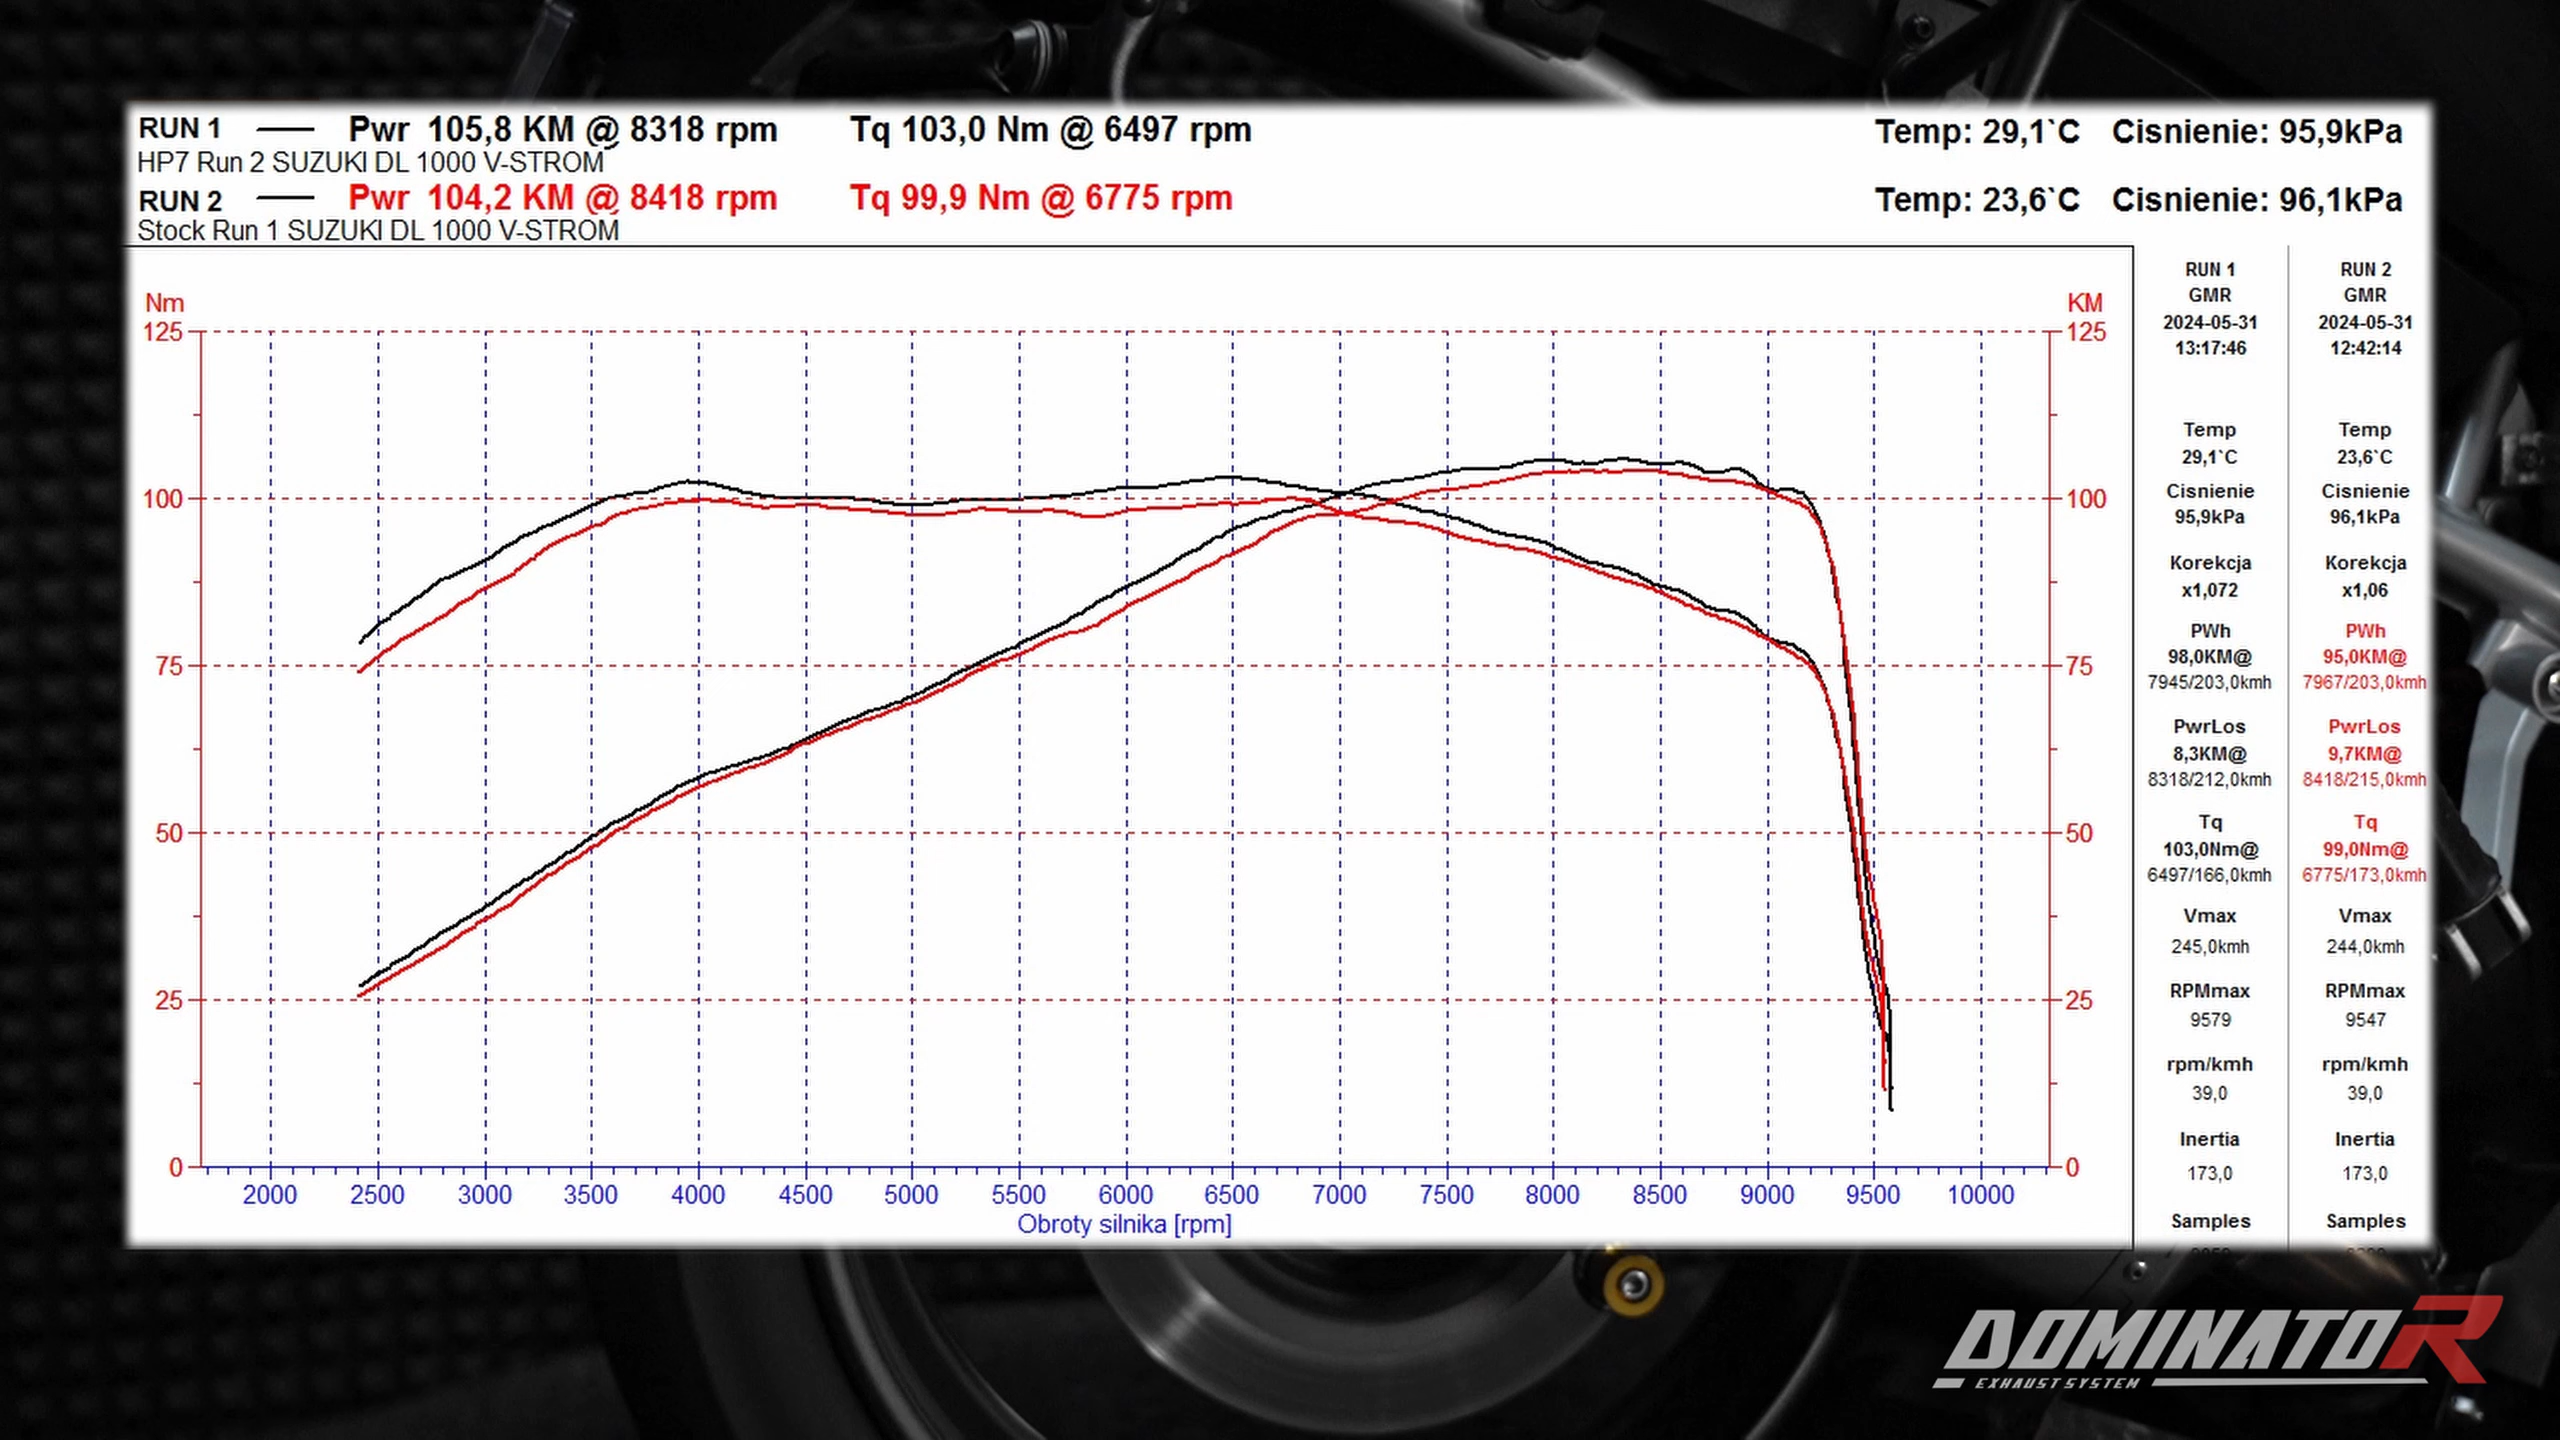 RUN 1 Pwr 105,8 KM @ 8318 rpm Tq 103,0 Nm @ 6497 rpm Temp: 29,1`C Cisnienie: 95,9kPa
HP7 Run 2 SUZUKI DL 1000 V-STROM
RUN 2 Pwr 104,2 KM @ 8418 rpm Tq 99,9 Nm @ 6775 rpm Temp: 23,6`C Cisnienie: 96,1kPa
Stock Run 1 SUZUKI DL 1000 V-STROM
Nm
125
100
75
50
25
0
KM
125
100
75
50
25
0
2000 2500 3000 3500 4000 4500 5000 5500 6000 6500 7000 7500 8000 8500 9000 9500 10000
Obroty silnika [rpm]
RUN 1
GMR
2024-05-31
13:17:46
Temp
29,1`C
Cisnienie
95,9kPa
Korekcja
x1,072
PWh
98,0KM@
7945/203,0kmh
PwrLos
8,3KM@
8318/212,0kmh
Tq
103,0Nm@
6497/166,0kmh
Vmax
245,0kmh
RPMmax
9579
rpm/kmh
39,0
Inertia
173,0
Samples
RUN 2
GMR
2024-05-31
12:42:14
Temp
23,6`C
Cisnienie
96,1kPa
Korekcja
x1,06
PWh
95,0KM@
7967/203,0kmh
PwrLos
9,7KM@
8418/215,0kmh
Tq
99,0Nm@
6775/173,0kmh
Vmax
244,0kmh
RPMmax
9547
rpm/kmh
39,0
Inertia
173,0
Samples
DOMINATOR
EXHAUST SYSTEM